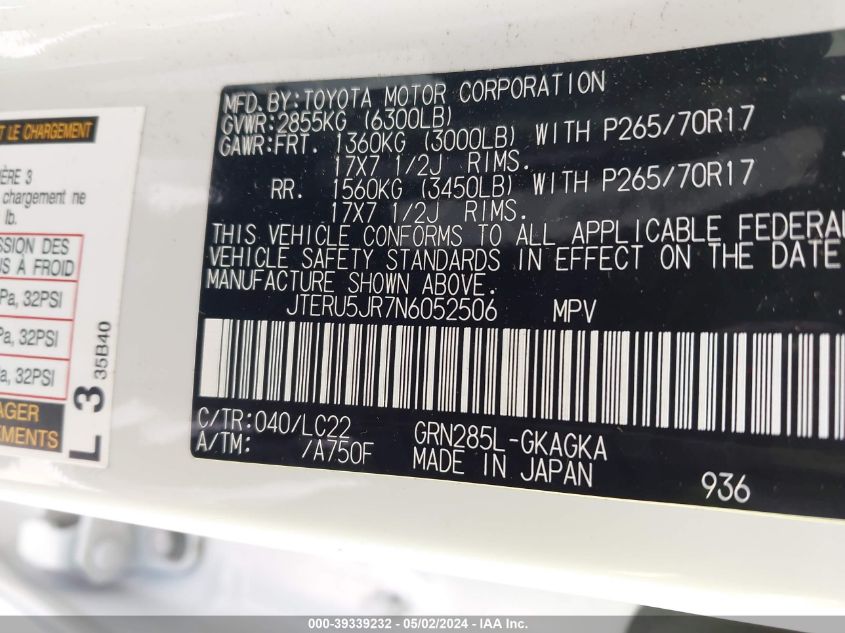 T LE CHARGEMENT
ÈRE 3
chargement ne
lb.
SSION DES
S À FROID
Pa, 32PSI
Pa, 32PSI
a, 32PSI
AGER
EMENTS
L 3 35B40
MFD.BY:TOYOTA MOTOR CORPORATION
GVWR:2855KG (6300LB)
GAWR:FRT. 1360KG (3000LB) WITH P265/70R17
17X7 1/2J RIMS.
RR. 1560KG (3450LB) WITH P265/70R17
17X7 1/2J RIMS.
THIS VEHICLE CONFORMS TO ALL APPLICABLE FEDERAL
VEHICLE SAFETY STANDARDS IN EFFECT ON THE DATE
MANUFACTURE SHOWN ABOVE.
JTERU5JR7N6052506 MPV
C/TR:040/LC22 GRN285L-GKAGKA
A/TM: /A750F MADE IN JAPAN 936
000-39339232 - 05/02/2024 - IAA Inc.